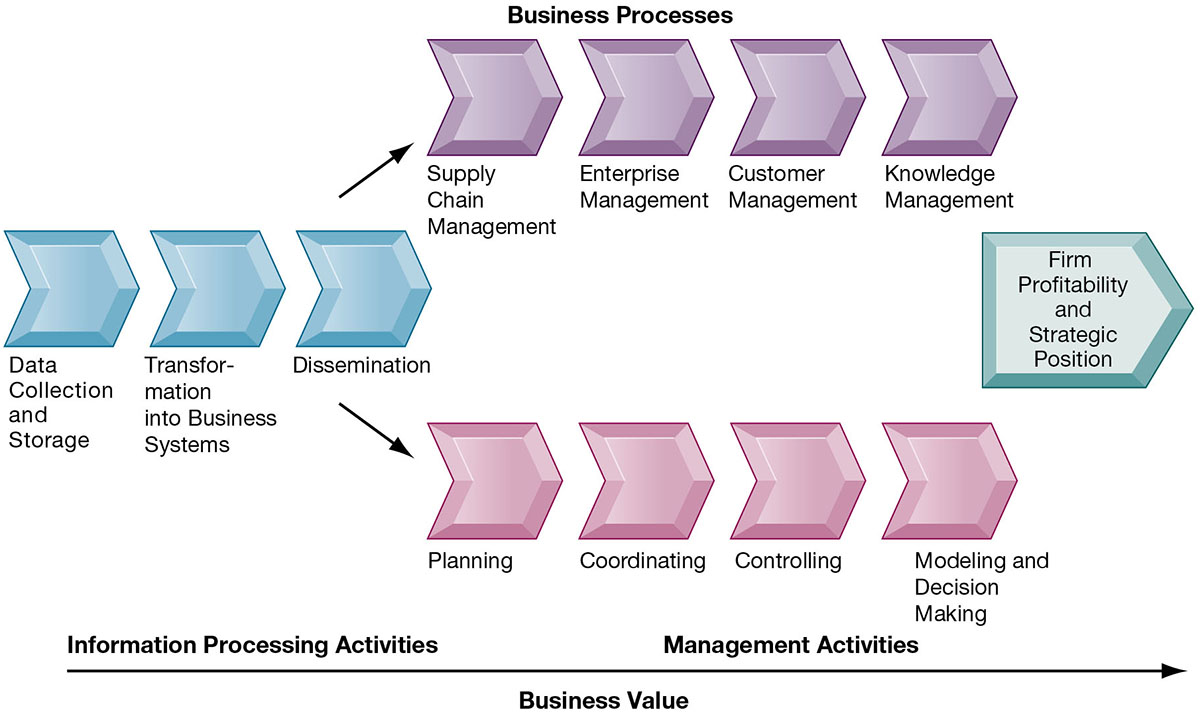 Business Processes
Supply
Chain
Management
Enterprise
Management
Customer
Management
Knowledge
Management
Data
Collection
and
Storage
Transfor-
mation
into Business
Systems
Dissemination
Firm
Profitability
and
Strategic
Position
Planning
Coordinating
Controlling
Modeling and
Decision
Making
Information Processing Activities
Management Activities
Business Value